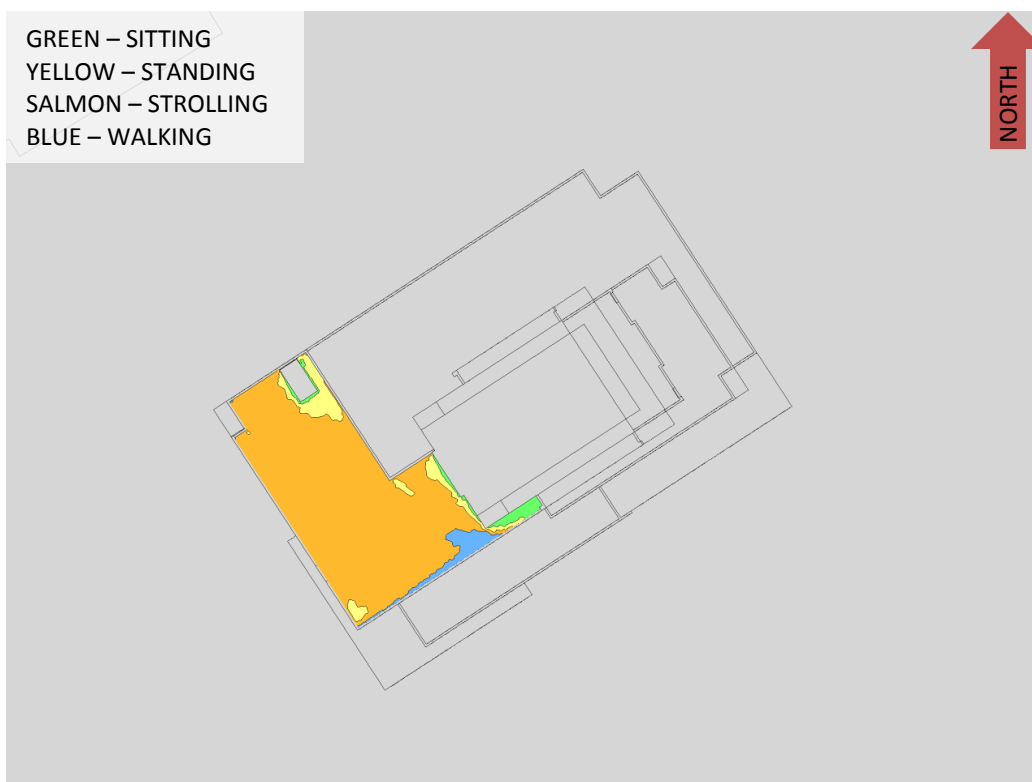 GREEN – SITTING
YELLOW – STANDING
SALMON – STROLLING
BLUE – WALKING
NORTH